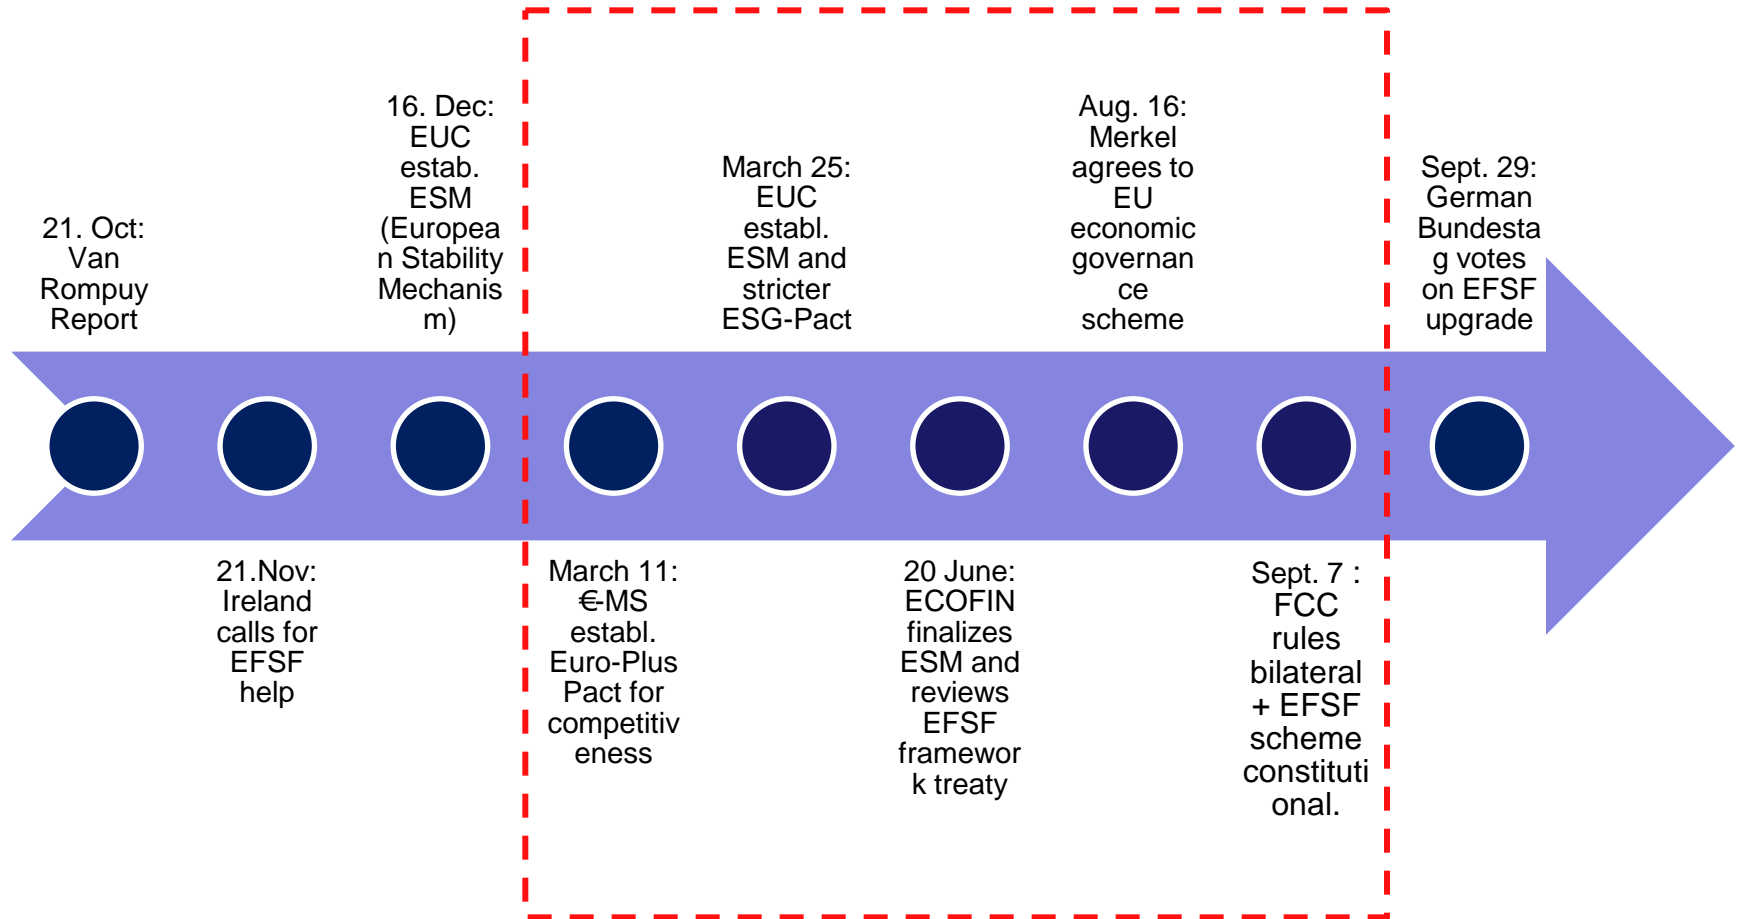 21. Oct:
Van
Rompuy
Report
21.Nov:
Ireland
calls for
EFSF
help
16. Dec:
EUC
estab.
ESM
(Europea
n Stability
Mechanis
m)
March 11:
€-MS
establ.
Euro-Plus
Pact for
competitiv
eness
March 25:
EUC
establ.
ESM and
stricter
ESG-Pact
20 June:
ECOFIN
finalizes
ESM and
reviews
EFSF
framewor
k treaty
Aug. 16:
Merkel
agrees to
EU
economic
governan
ce
scheme
Sept. 7 :
FCC
rules
bilateral
+ EFSF
scheme
constituti
onal.
Sept. 29:
German
Bundesta
g votes
on EFSF
upgrade